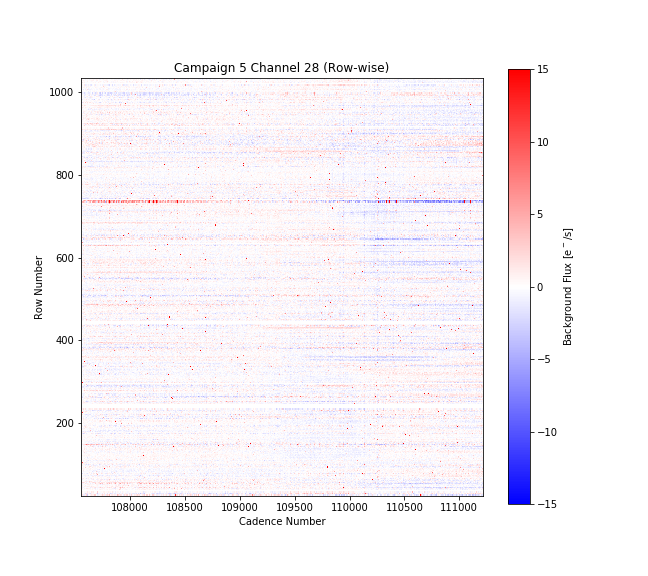 Campaign 5 Channel 28 (Row-wise)
1000
800
600
400
200
Row Number
108000 108500 109000 109500 110000 110500 111000
Cadence Number
15
10
5
0
−5
−10
−15
Background Flux [e⁻/s]